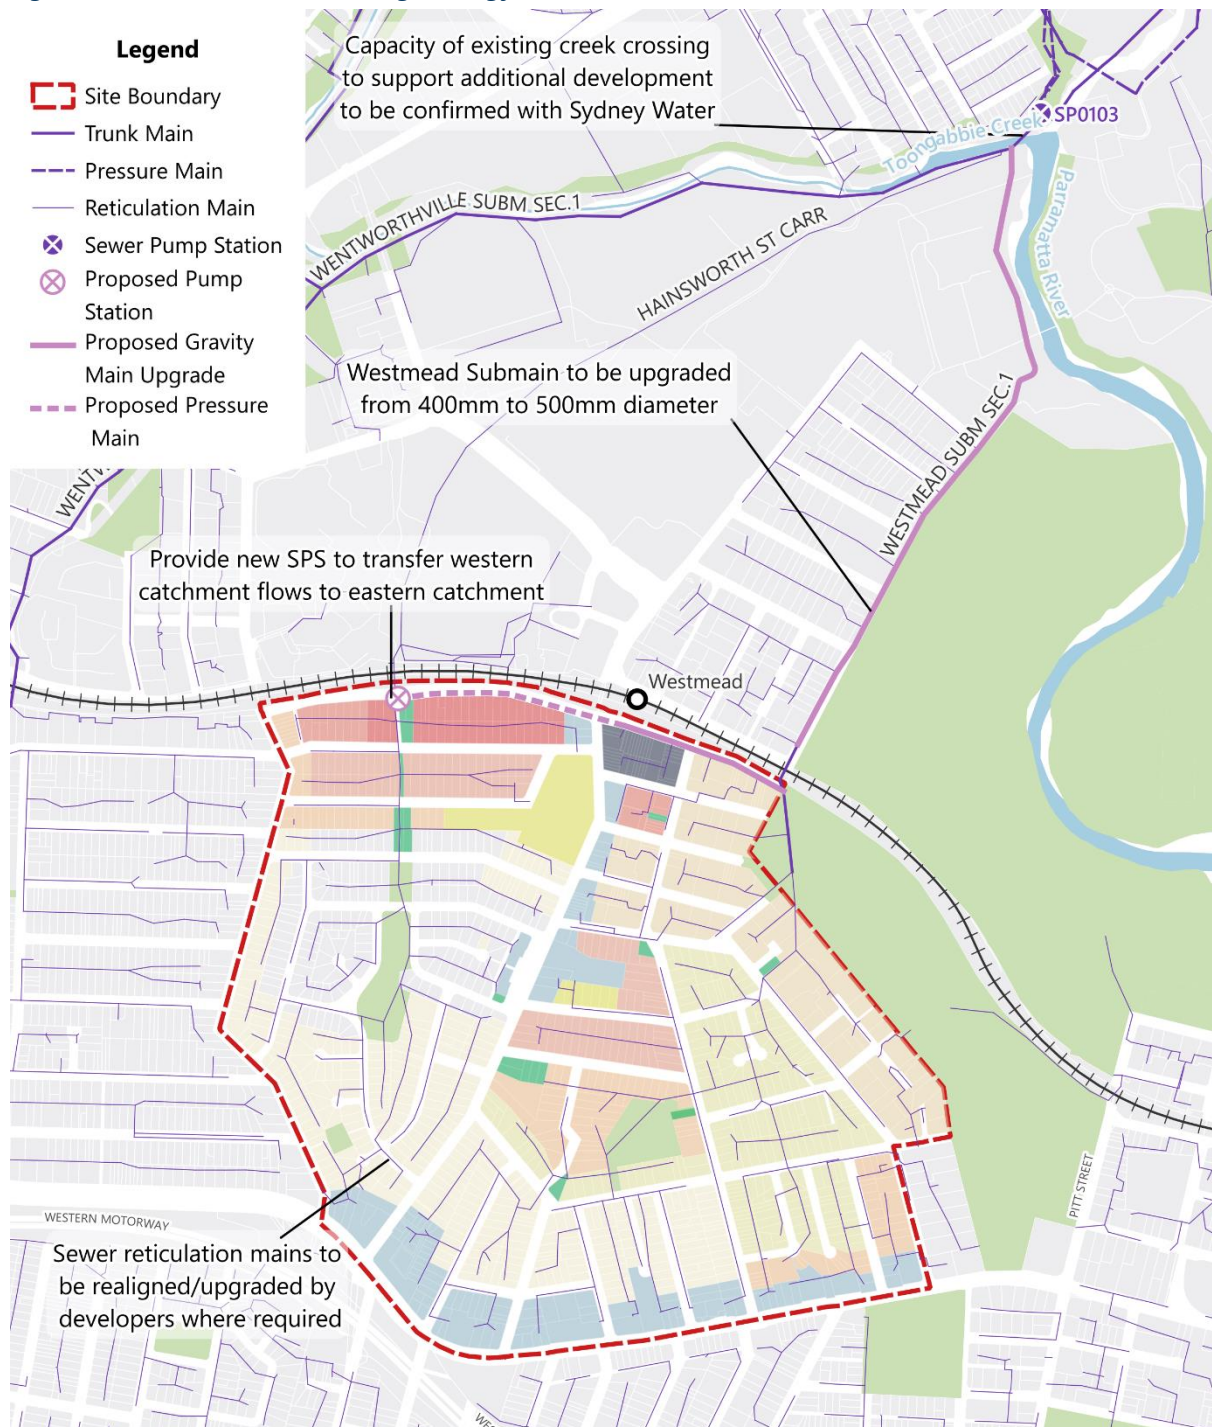 Legend
Site Boundary
Trunk Main
Pressure Main
Reticulation Main
Sewer Pump Station
Proposed Pump
Station
Proposed Gravity
Main Upgrade
Proposed Pressure
Main
Capacity of existing creek crossing
to support additional development
to be confirmed with Sydney Water
SP0103
Toongabbie Creek
Parramatta River
WENTWORTHVILLE SUBM SEC.1
HAINSWORTH ST CARR
Westmead Submain to be upgraded
from 400mm to 500mm diameter
WESTMEAD SUBM SEC.1
Provide new SPS to transfer western
catchment flows to eastern catchment
Westmead
PITT STREET
WESTERN MOTORWAY
Sewer reticulation mains to
be realigned/upgraded by
developers where required